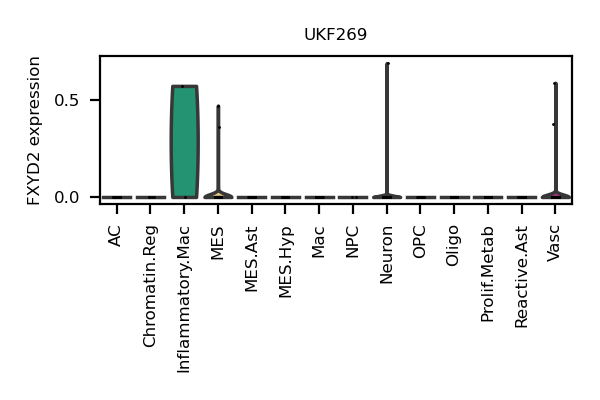 UKF269
FXYD2 expression
0.5
0.0
AC
Chromatin.Reg
Inflammatory.Mac
MES
MES.Ast
MES.Hyp
Mac
NPC
Neuron
OPC
Oligo
Prolif.Metab
Reactive.Ast
Vasc